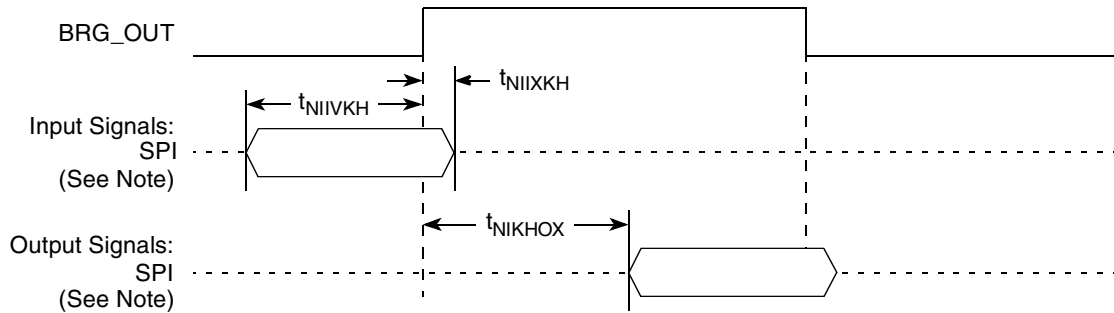 BRG_OUT
tNIIXKH
tNIIVKH
Input Signals:
SPI
(See Note)
tNIKHOX
Output Signals:
SPI
(See Note)